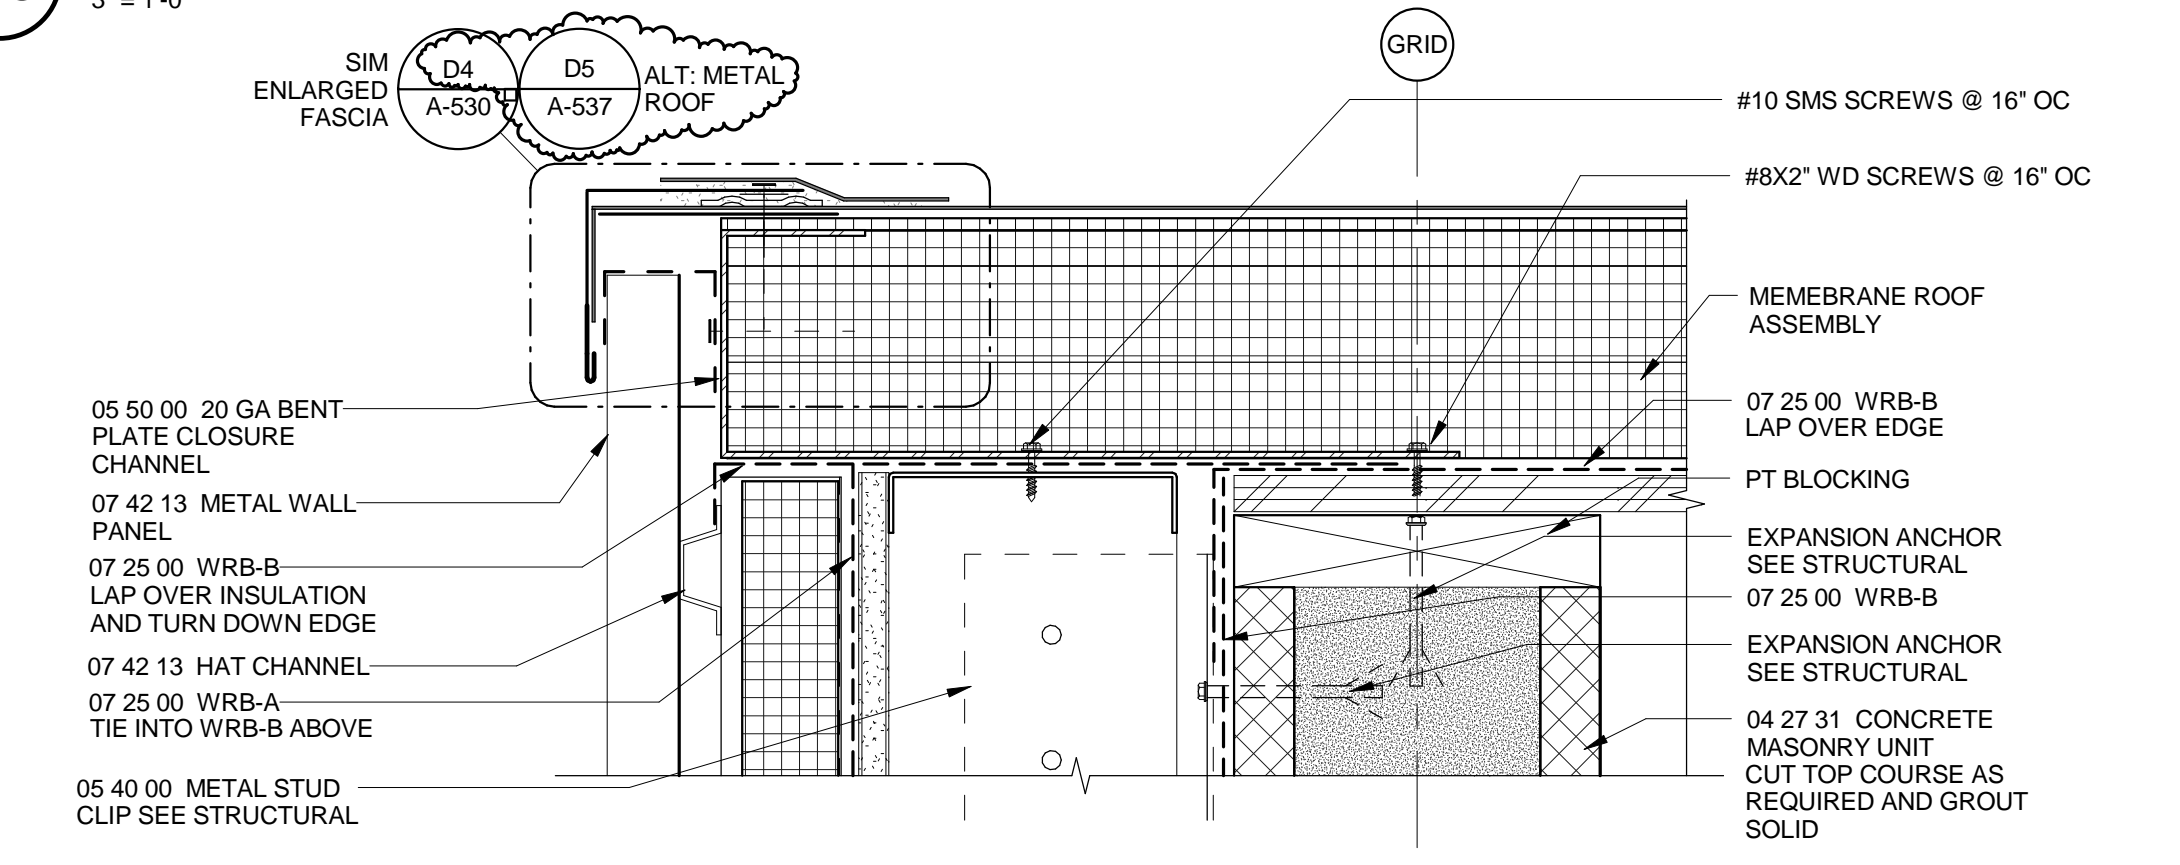 3" = 1'-0"
SIM
ENLARGED
FASCIA
D4
A-530
D5
A-537
ALT: METAL
ROOF
GRID
#10 SMS SCREWS @ 16" OC
#8X2" WD SCREWS @ 16" OC
MEMEBRANE ROOF
ASSEMBLY
07 25 00 WRB-B
LAP OVER EDGE
PT BLOCKING
EXPANSION ANCHOR
SEE STRUCTURAL
07 25 00 WRB-B
EXPANSION ANCHOR
SEE STRUCTURAL
04 27 31 CONCRETE
MASONRY UNIT
CUT TOP COURSE AS
REQUIRED AND GROUT
SOLID
05 50 00 20 GA BENT
PLATE CLOSURE
CHANNEL
07 42 13 METAL WALL
PANEL
07 25 00 WRB-B
LAP OVER INSULATION
AND TURN DOWN EDGE
07 42 13 HAT CHANNEL
07 25 00 WRB-A
TIE INTO WRB-B ABOVE
05 40 00 METAL STUD
CLIP SEE STRUCTURAL